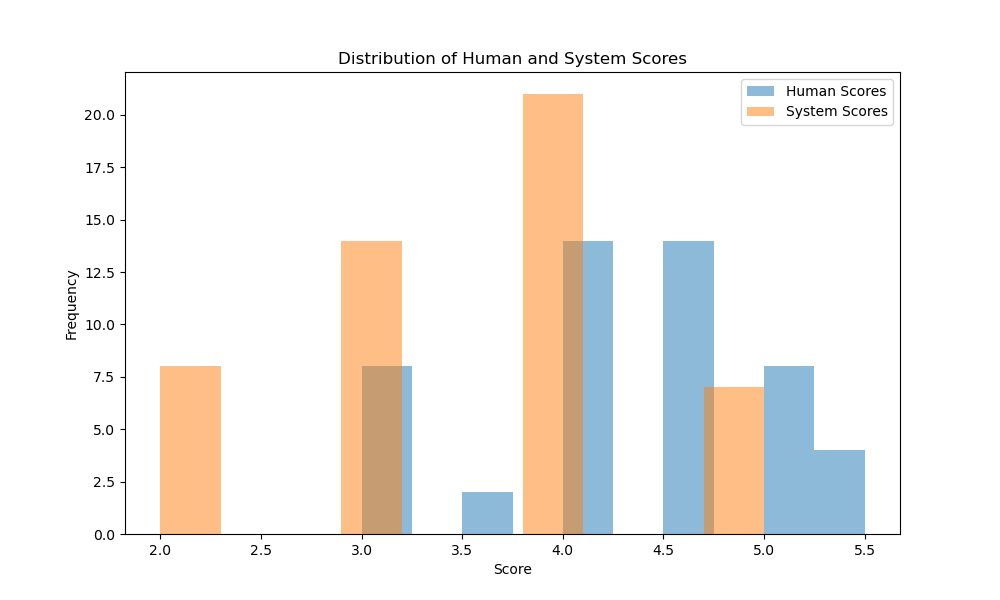 Distribution of Human and System Scores
Human Scores
System Scores
Frequency
20.0
17.5
15.0
12.5
10.0
7.5
5.0
2.5
0.0
2.0 2.5 3.0 3.5 4.0 4.5 5.0 5.5
Score